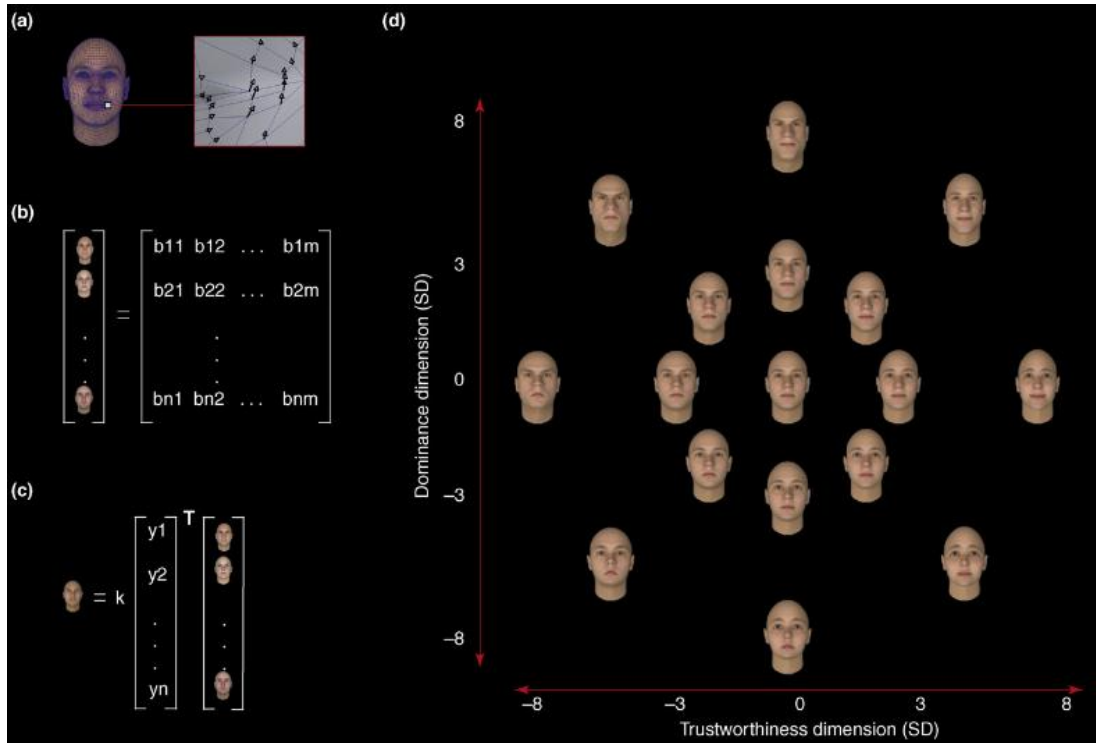 (a)
(b)
b11 b12 ... b1m
b21 b22 ... b2m
=
.
.
.
bn1 bn2 ... bnm
(c)
T
y1
y2
= k
.
.
.
yn
(d)
Dominance dimension (SD)
8
3
0
−3
−8
−8 −3 0 3 8
Trustworthiness dimension (SD)